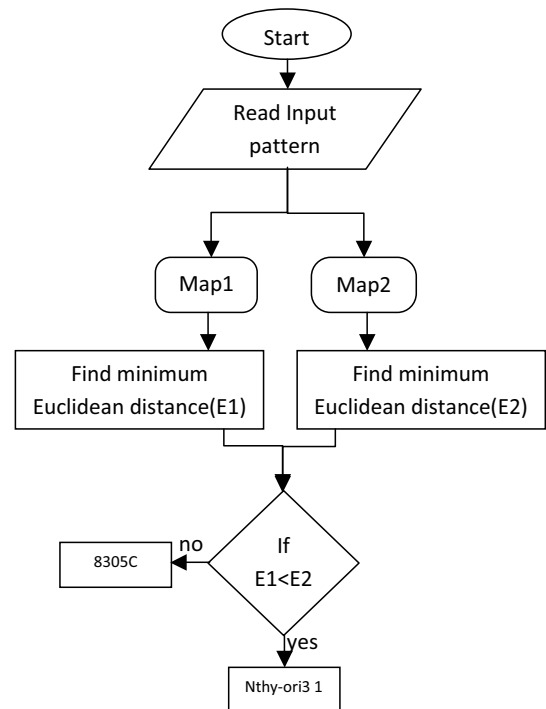 Start
Read Input
pattern
Map1
Map2
Find minimum
Euclidean distance(E1)
Find minimum
Euclidean distance(E2)
If
E1<E2
no
8305C
yes
Nthy-ori3 1